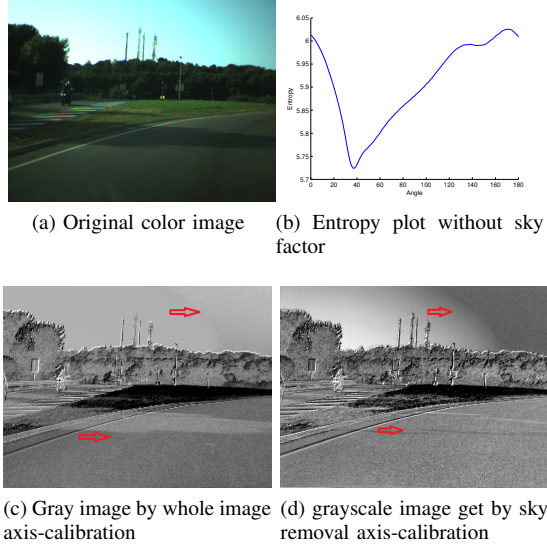 6.05
6
5.95
5.9
5.85
5.8
5.75
5.7
Entropy
0 20 40 60 80 100 120 140 160 180
Angle
(a) Original color image
(b) Entropy plot without sky
factor
(c) Gray image by whole image
axis-calibration
(d) grayscale image get by sky
removal axis-calibration